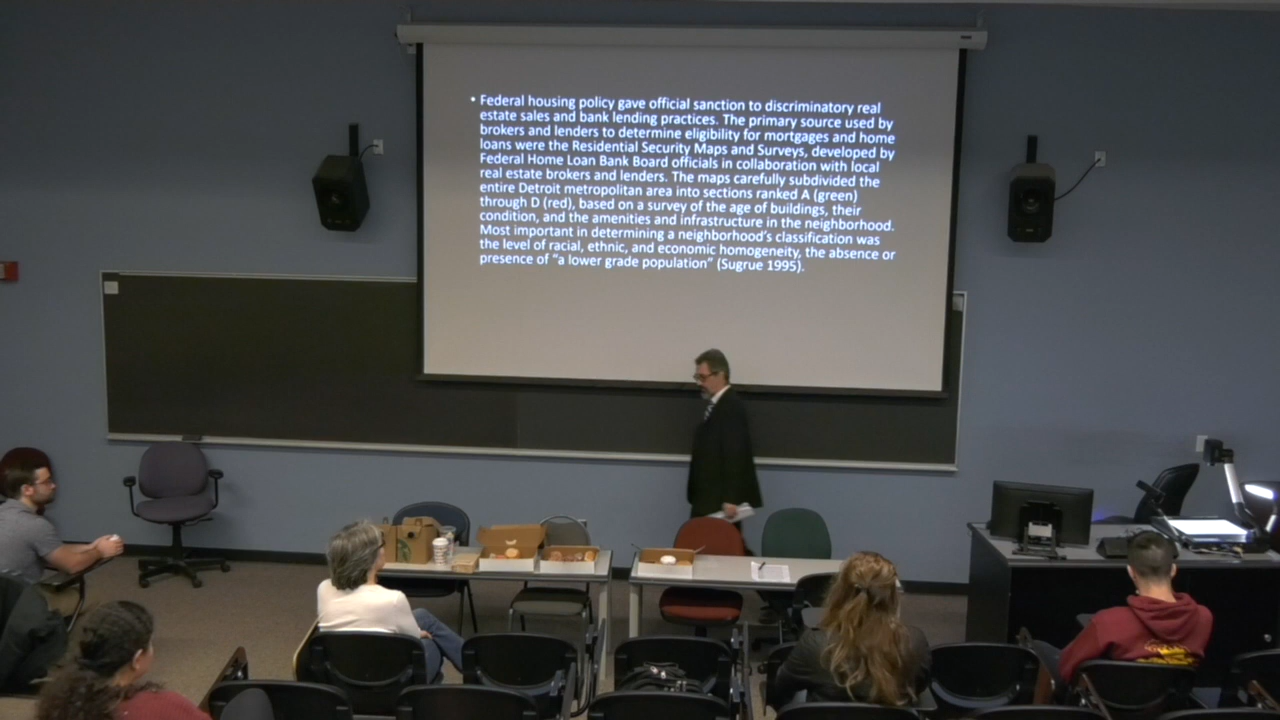 • Federal housing policy gave official sanction to discriminatory real
estate sales and bank lending practices. The primary source used by
brokers and lenders to determine eligibility for mortgages and home
loans were the Residential Security Maps and Surveys, developed by
Federal Home Loan Bank Board officials in collaboration with local
real estate brokers and lenders. The maps carefully subdivided the
entire Detroit metropolitan area into sections ranked A (green)
through D (red), based on a survey of the age of buildings, their
condition, and the amenities and infrastructure in the neighborhood.
Most important in determining a neighborhood's classification was
the level of racial, ethnic, and economic homogeneity, the absence or
presence of “a lower grade population” (Sugrue 1995).